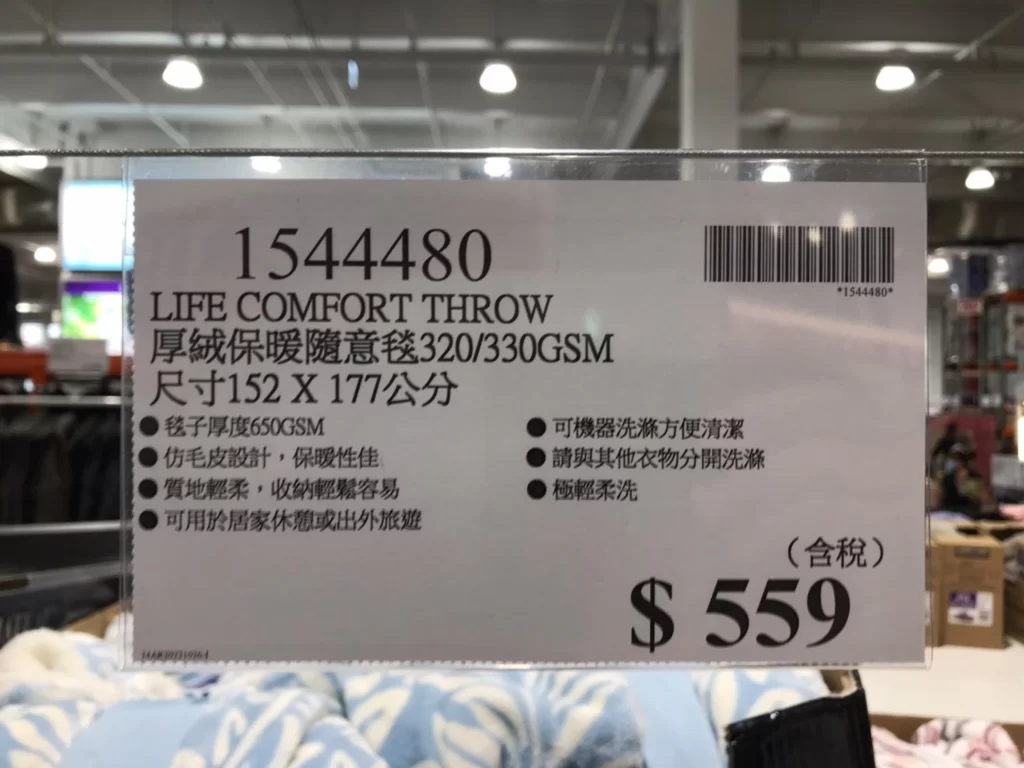 1544480
*1544480*
LIFE COMFORT THROW
厚絨保暖隨意毯320/330GSM
尺寸152 X 177公分
●毯子厚度650GSM
●仿毛皮設計，保暖性佳
●質地輕柔，收納輕鬆容易
●可用於居家休憩或出外旅遊
●可機器洗滌方便清潔
●請與其他衣物分開洗滌
●極輕柔洗
（含稅）
$ 559